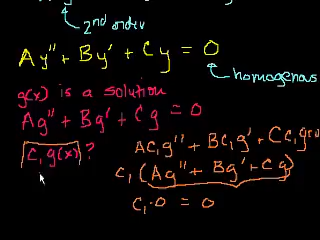 2nd order
Ay" + By' + Cy = 0
homogenous
g(x) is a solution
Ag" + Bg' + Cg = 0
c₁g(x) ?
AC₁g" + BC₁g' + CC₁g(x)
C₁(Ag" + Bg' + Cg)
C₁·0 = 0